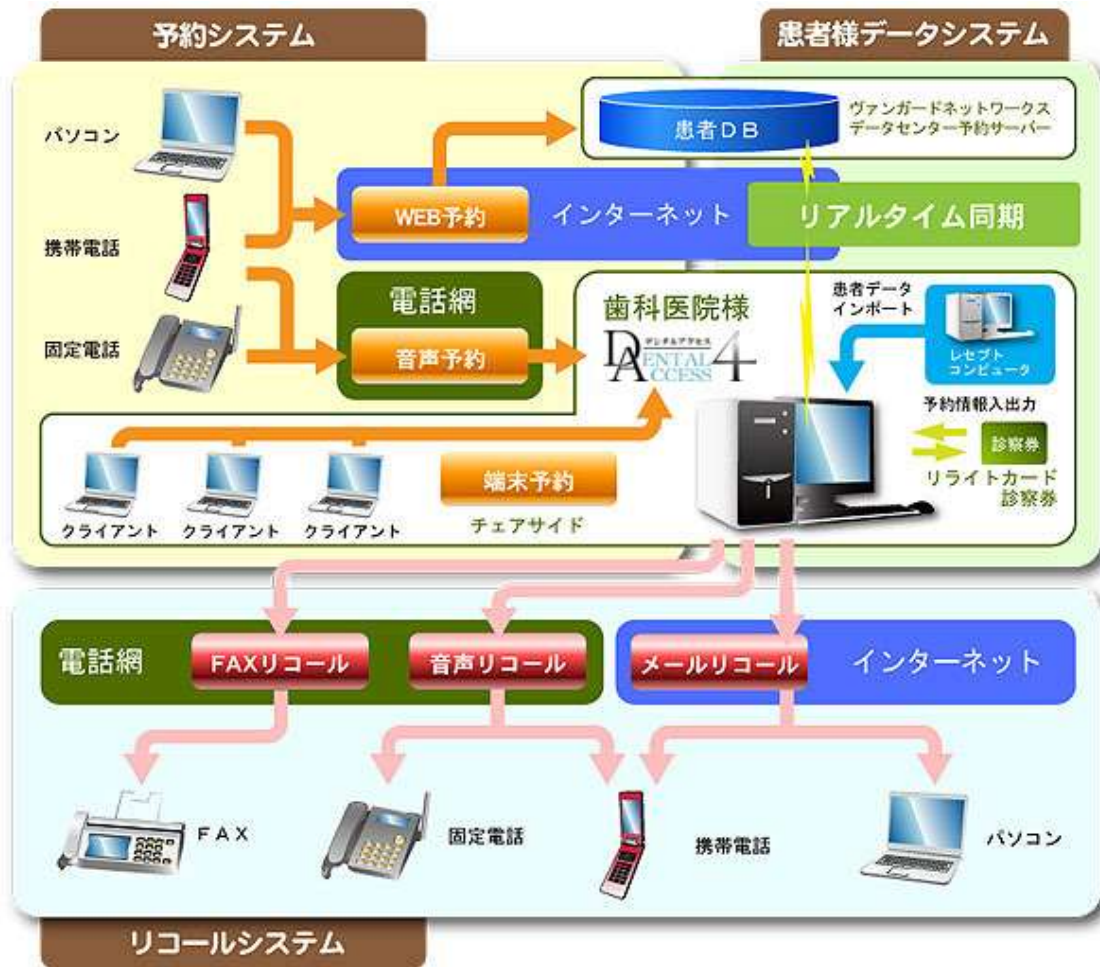 予約システム
患者様データシステム
パソコン
患者DB
ヴァンガードネットワークス
データセンター予約サーバー
携帯電話
WEB予約
インターネット
リアルタイム同期
固定電話
電話網
音声予約
歯科医院様
デンタルアクセス
DENTAL
ACCESS 4
患者データ
インポート
レセプト
コンピュータ
予約情報入出力
診察券
リライトカード
診察券
端末予約
チェアサイド
クライアント
クライアント
クライアント
電話網
FAXリコール
音声リコール
メールリコール
インターネット
FAX
固定電話
携帯電話
パソコン
リコールシステム